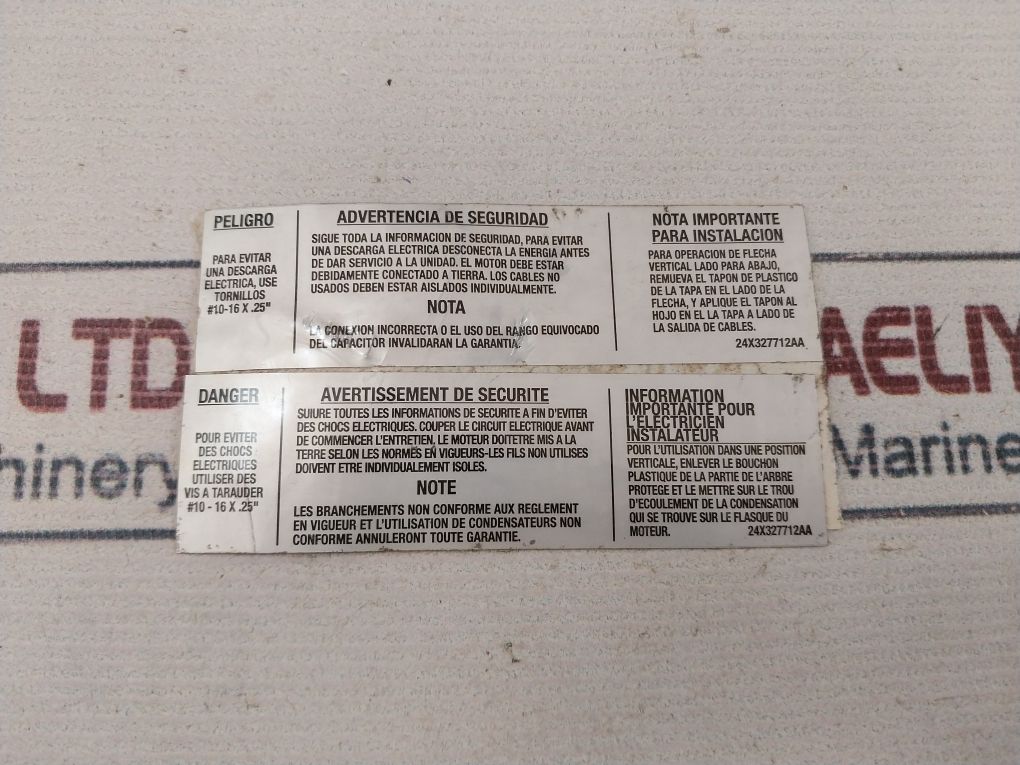 PELIGRO
PARA EVITAR
UNA DESCARGA
ELECTRICA, USE
TORNILLOS
#10-16 X .25"
ADVERTENCIA DE SEGURIDAD
SIGUE TODA LA INFORMACION DE SEGURIDAD, PARA EVITAR
UNA DESCARGA ELECTRICA DESCONECTA LA ENERGIA ANTES
DE DAR SERVICIO A LA UNIDAD. EL MOTOR DEBE ESTAR
DEBIDAMENTE CONECTADO A TIERRA. LOS CABLES NO
USADOS DEBEN ESTAR AISLADOS INDIVIDUALMENTE.
NOTA
LA CONEXION INCORRECTA O EL USO DEL RANGO EQUIVOCADO
DEL CAPACITOR INVALIDARAN LA GARANTIA.
NOTA IMPORTANTE
PARA INSTALACION
PARA OPERACION DE FLECHA
VERTICAL LADO PARA ABAJO,
REMUEVA EL TAPON DE PLASTICO
DE LA TAPA EN EL LADO DE LA
FLECHA, Y APLIQUE EL TAPON AL
HOJO EN EL LA TAPA A LADO DE
LA SALIDA DE CABLES.
24X327712AA
DANGER
POUR EVITER
DES CHOCS
ELECTRIQUES
UTILISER DES
VIS A TARAUDER
#10 - 16 X .25"
AVERTISSEMENT DE SECURITE
SUIURE TOUTES LES INFORMATIONS DE SECURITE A FIN D'EVITER
DES CHOCS ELECTRIQUES. COUPER LE CIRCUIT ELECTRIQUE AVANT
DE COMMENCER L'ENTRETIEN, LE MOTEUR DOITETRE MIS A LA
TERRE SELON LES NORMES EN VIGUEURS-LES FILS NON UTILISES
DOIVENT ETRE INDIVIDUALEMENT ISOLES.
NOTE
LES BRANCHEMENTS NON CONFORME AUX REGLEMENT
EN VIGUEUR ET L'UTILISATION DE CONDENSATEURS NON
CONFORME ANNULERONT TOUTE GARANTIE.
INFORMATION
IMPORTANTE POUR
L'ELECTRICIEN
INSTALATEUR
POUR L'UTILISATION DANS UNE POSITION
VERTICALE, ENLEVER LE BOUCHON
PLASTIQUE DE LA PARTIE DE L'ARBRE
PROTEGE ET LE METTRE SUR LE TROU
D'ECOULEMENT DE LA CONDENSATION
QUI SE TROUVE SUR LE FLASQUE DU
MOTEUR.
24X327712AA
LTD
AELIY
hinery
Marine